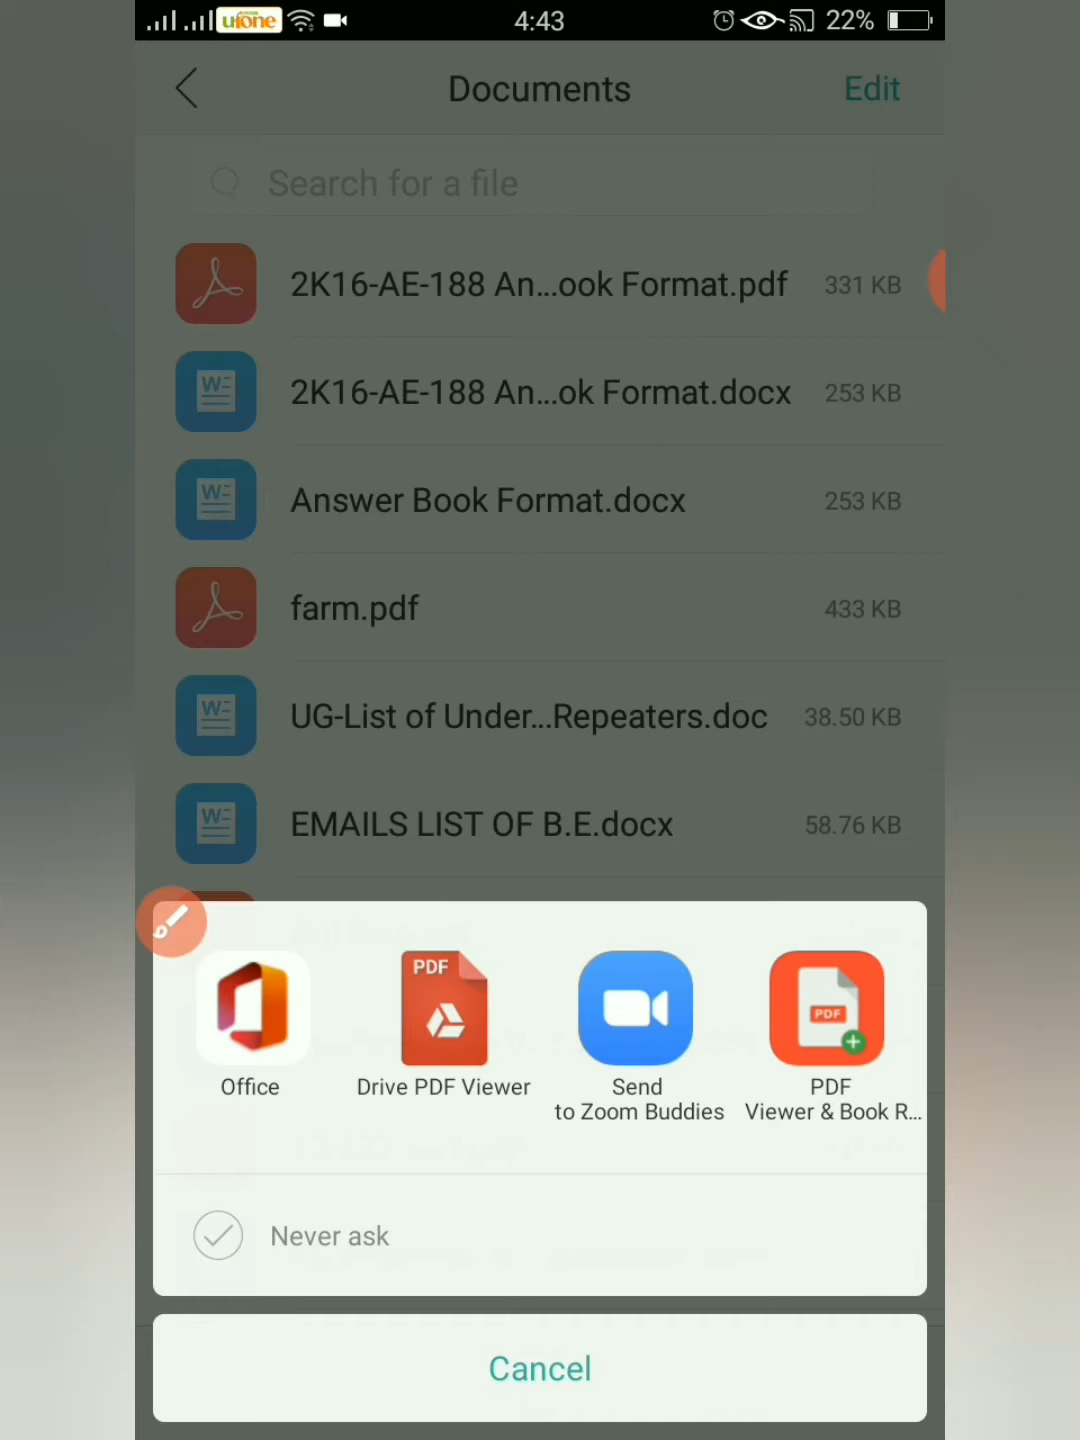 ufone 4:43 22%
Documents Edit
Search for a file
2K16-AE-188 An...ook Format.pdf 331 KB
2K16-AE-188 An...ok Format.docx 253 KB
Answer Book Format.docx 253 KB
farm.pdf 433 KB
UG-List of Under...Repeaters.doc 38.50 KB
EMAILS LIST OF B.E.docx 58.76 KB
PDF
PDF
Office Drive PDF Viewer Send PDF
to Zoom Buddies Viewer & Book R...
Never ask
Cancel